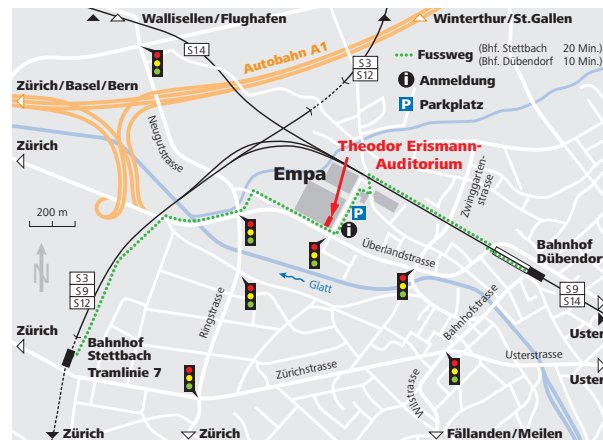 Wallisellen/Flughafen
Winterthur/St.Gallen
S14
Autobahn A1
S3
S12
Fussweg (Bhf. Stettbach 20 Min.)
(Bhf. Dübendorf 10 Min.)
i Anmeldung
P Parkplatz
Zürich/Basel/Bern
Neugutstrasse
Zürich
Theodor Erismann-
Auditorium
Empa
Zwinggarten-
strasse
200 m
P
i
Überlandstrasse
Bahnhof
Dübendorf
N
S3
S9
S12
Glatt
S9
S14
Ringstrasse
Bahnhofstrasse
Zürich
Uster
Bahnhof
Stettbach
Tramlinie 7
Zürichstrasse
Usterstrasse
Uster
Wilstrasse
Zürich
Zürich
Fällanden/Meilen